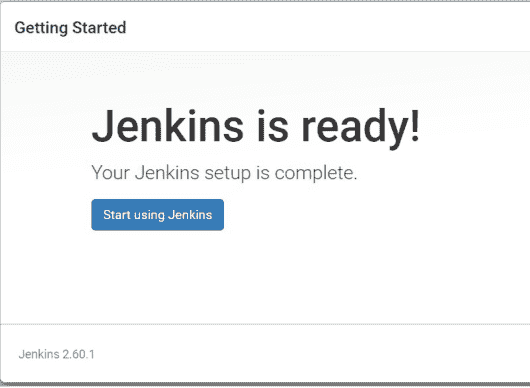 Getting Started
Jenkins is ready!
Your Jenkins setup is complete.
Start using Jenkins
Jenkins 2.60.1